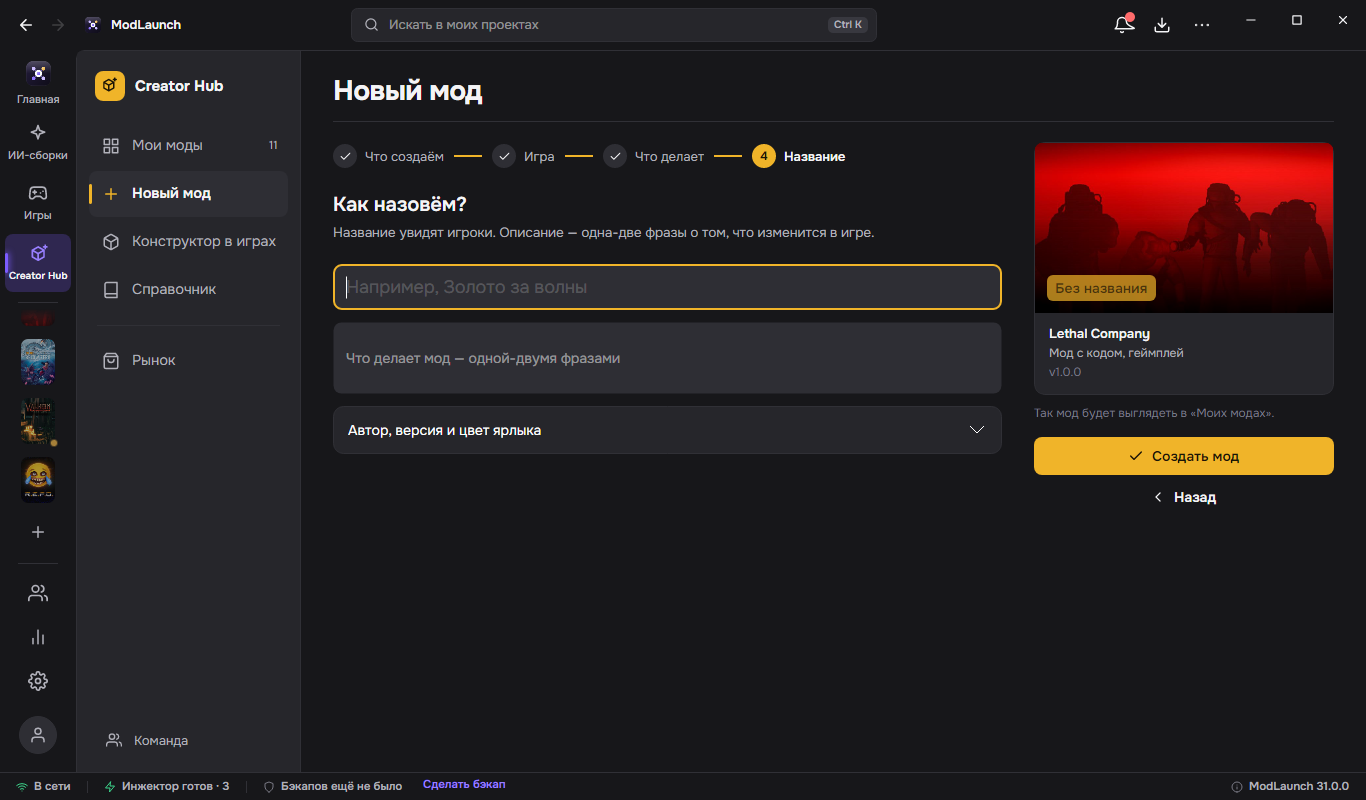 ModLaunch
Искать в моих проектах
Ctrl K
Главная
ИИ-сборки
Игры
Creator Hub
R.E.P.O.
Creator Hub
Мои моды 11
Новый мод
Конструктор в играх
Справочник
Рынок
Команда
Новый мод
Что создаём
Игра
Что делает
4 Название
Как назовём?
Название увидят игроки. Описание — одна-две фразы о том, что изменится в игре.
Например, Золото за волны
Что делает мод — одной-двумя фразами
Автор, версия и цвет ярлыка
Без названия
Lethal Company
Мод с кодом, геймплей
v1.0.0
Так мод будет выглядеть в «Моих модах».
Создать мод
Назад
В сети
Инжектор готов · 3
Бэкапов ещё не было
Сделать бэкап
ModLaunch 31.0.0